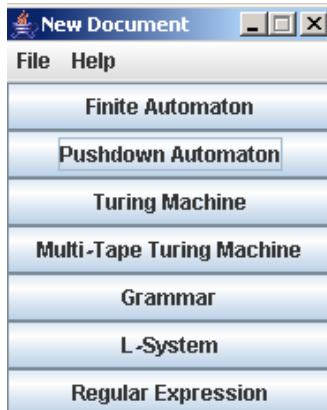 New Document
File Help
Finite Automaton
Pushdown Automaton
Turing Machine
Multi-Tape Turing Machine
Grammar
L-System
Regular Expression